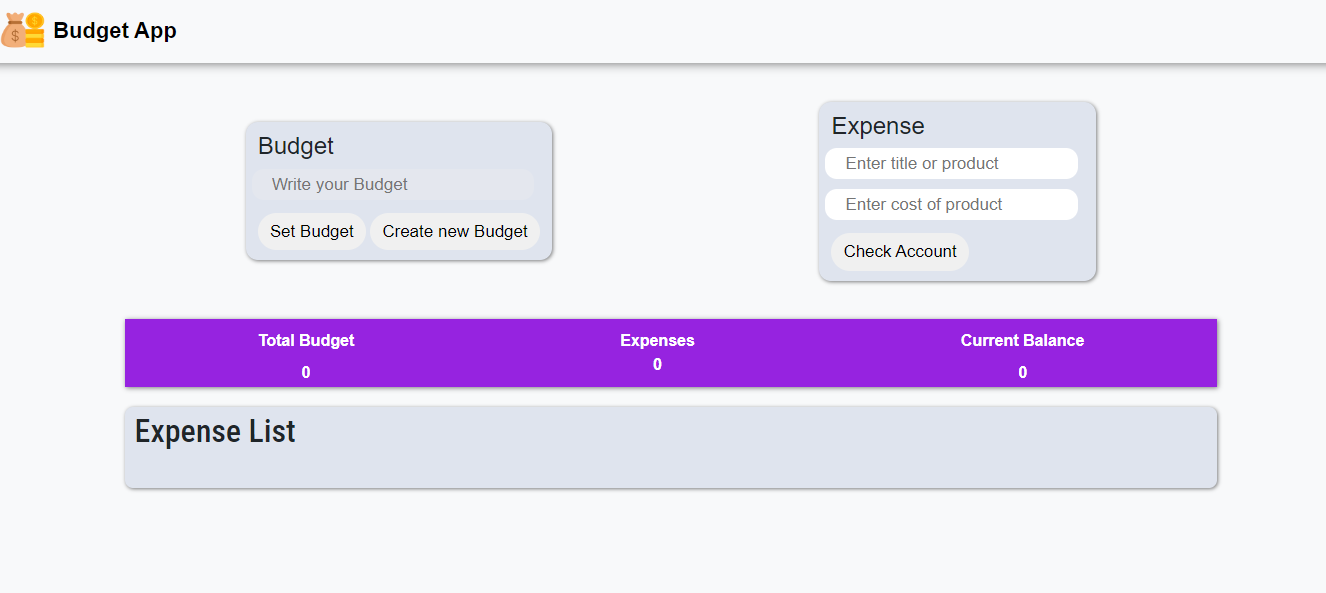 Budget App
Budget
Write your Budget
Set Budget Create new Budget
Expense
Enter title or product
Enter cost of product
Check Account
Total Budget Expenses Current Balance
0 0 0
Expense List